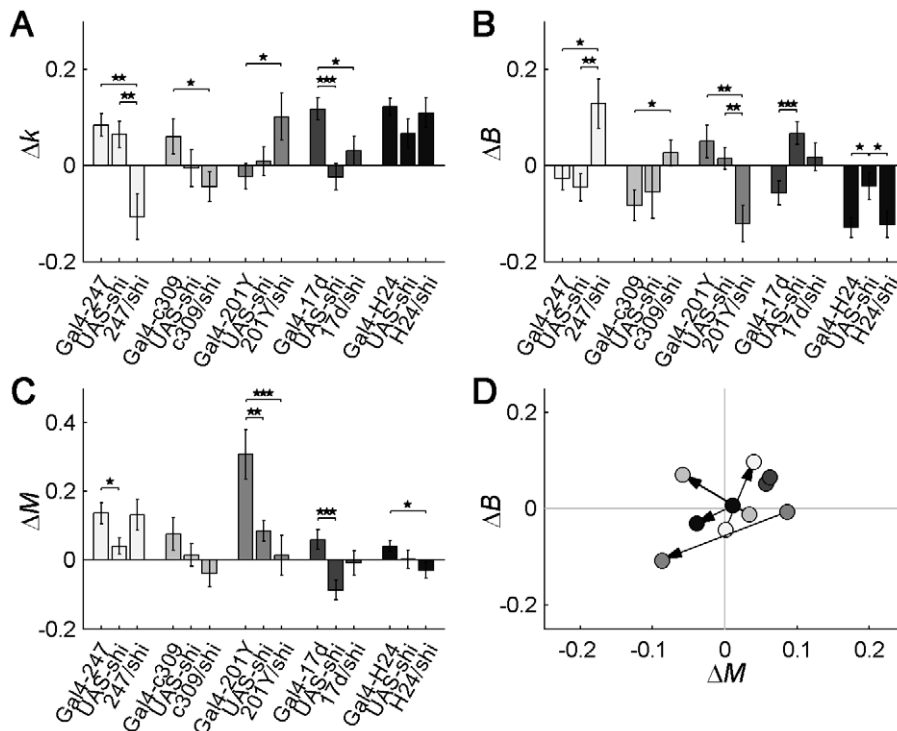 A
0.2
0
-0.2
Δk
★★
★★
★
★
★★★
★
Gal4-247
UAS-shi
247/shi
Gal4-c309
UAS-shi
c309/shi
Gal4-201Y
UAS-shi
201Y/shi
Gal4-17d
UAS-shi
17d/shi
Gal4-H24
UAS-shi
H24/shi
B
0.2
0
-0.2
ΔB
★
★★
★
★★
★★
★★★
★ ★
Gal4-247
UAS-shi
247/shi
Gal4-c309
UAS-shi
c309/shi
Gal4-201Y
UAS-shi
201Y/shi
Gal4-17d
UAS-shi
17d/shi
Gal4-H24
UAS-shi
H24/shi
C
0.4
0.2
0
-0.2
ΔM
★
★★★
★★
★★★
★
Gal4-247
UAS-shi
247/shi
Gal4-c309
UAS-shi
c309/shi
Gal4-201Y
UAS-shi
201Y/shi
Gal4-17d
UAS-shi
17d/shi
Gal4-H24
UAS-shi
H24/shi
D
0.2
0
-0.2
ΔB
-0.2 -0.1 0 0.1 0.2
ΔM